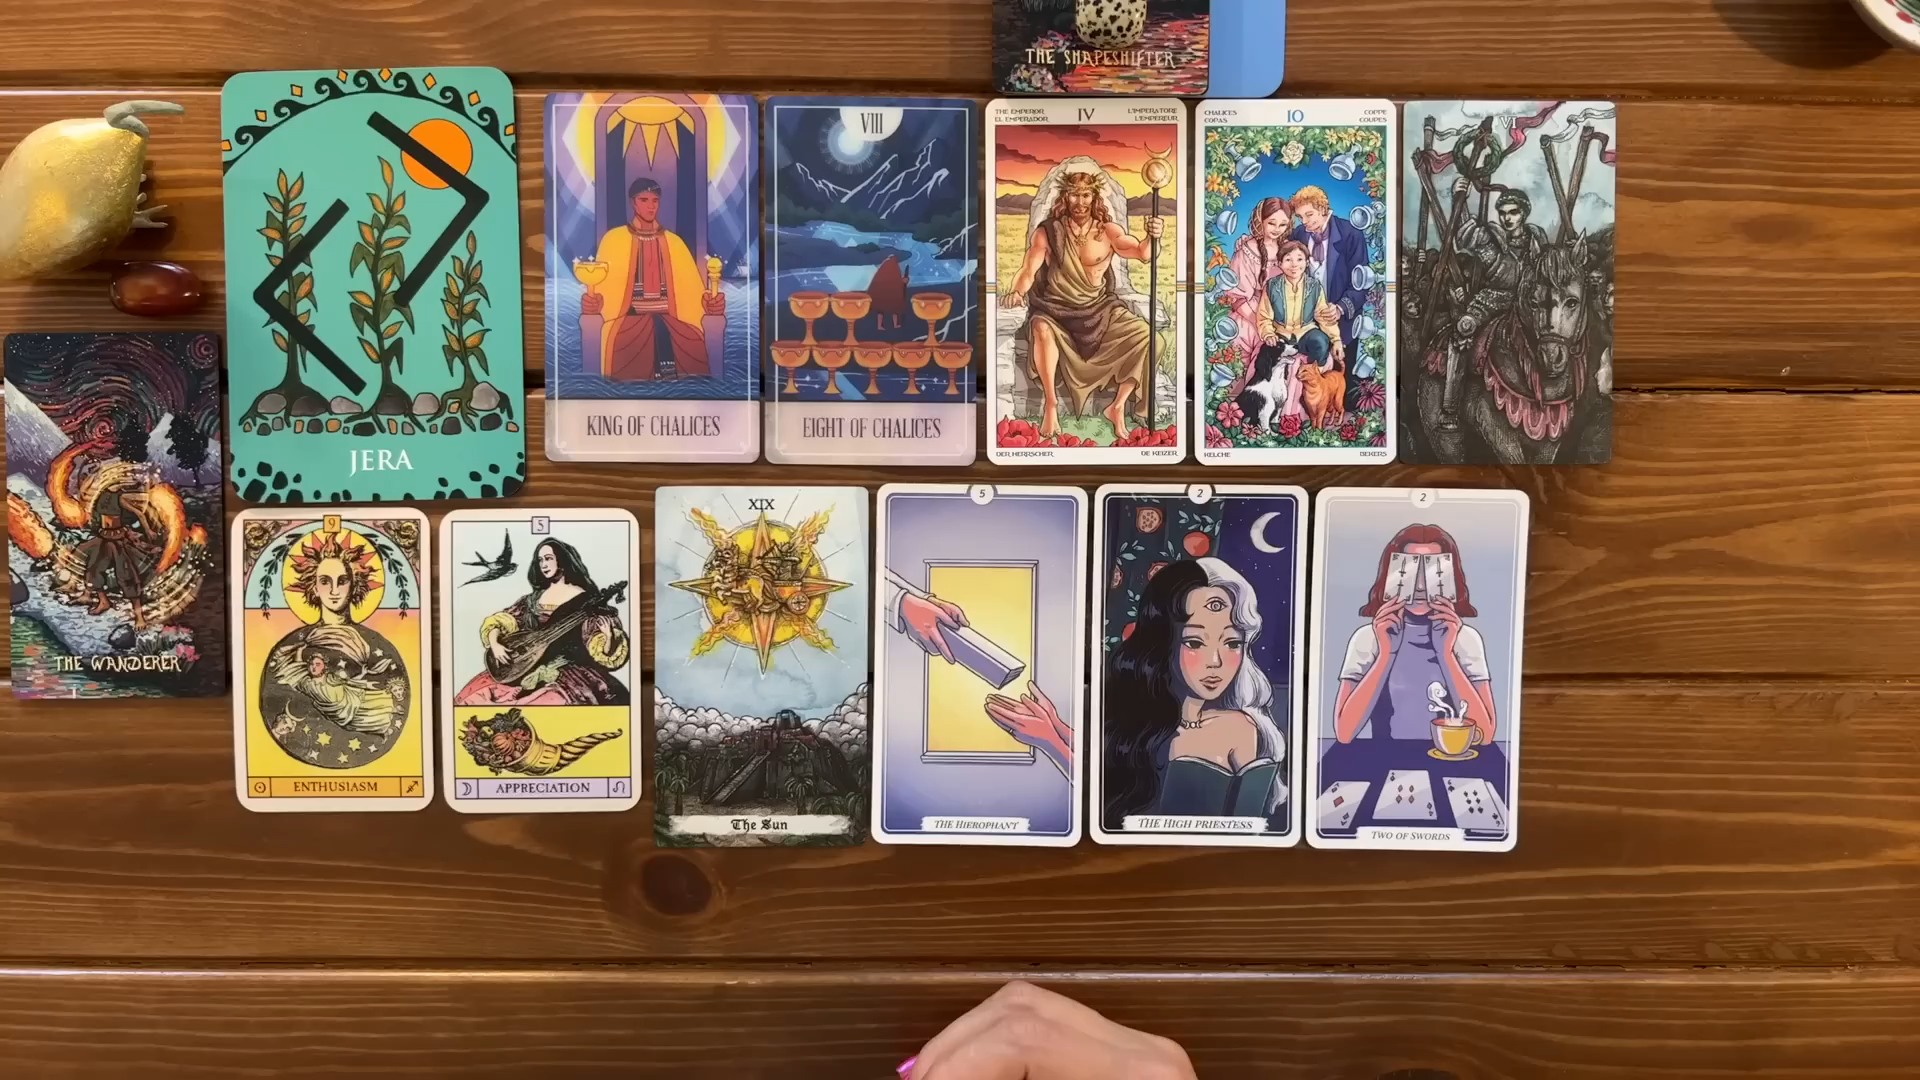 THE SHAPESHIFTER
JERA
KING OF CHALICES
VIII
EIGHT OF CHALICES
THE EMPEROR
EL EMPERADOR
IV
L'IMPERATORE
L'EMPEREUR
DER HERRSCHER
DE KEIZER
CHALICES
COPAS
10
COPPE
COUPES
KELCHE
BEKERS
VI
THE WANDERER
9
ENTHUSIASM
5
APPRECIATION
XIX
The Sun
5
THE HIEROPHANT
2
THE HIGH PRIESTESS
2
TWO OF SWORDS